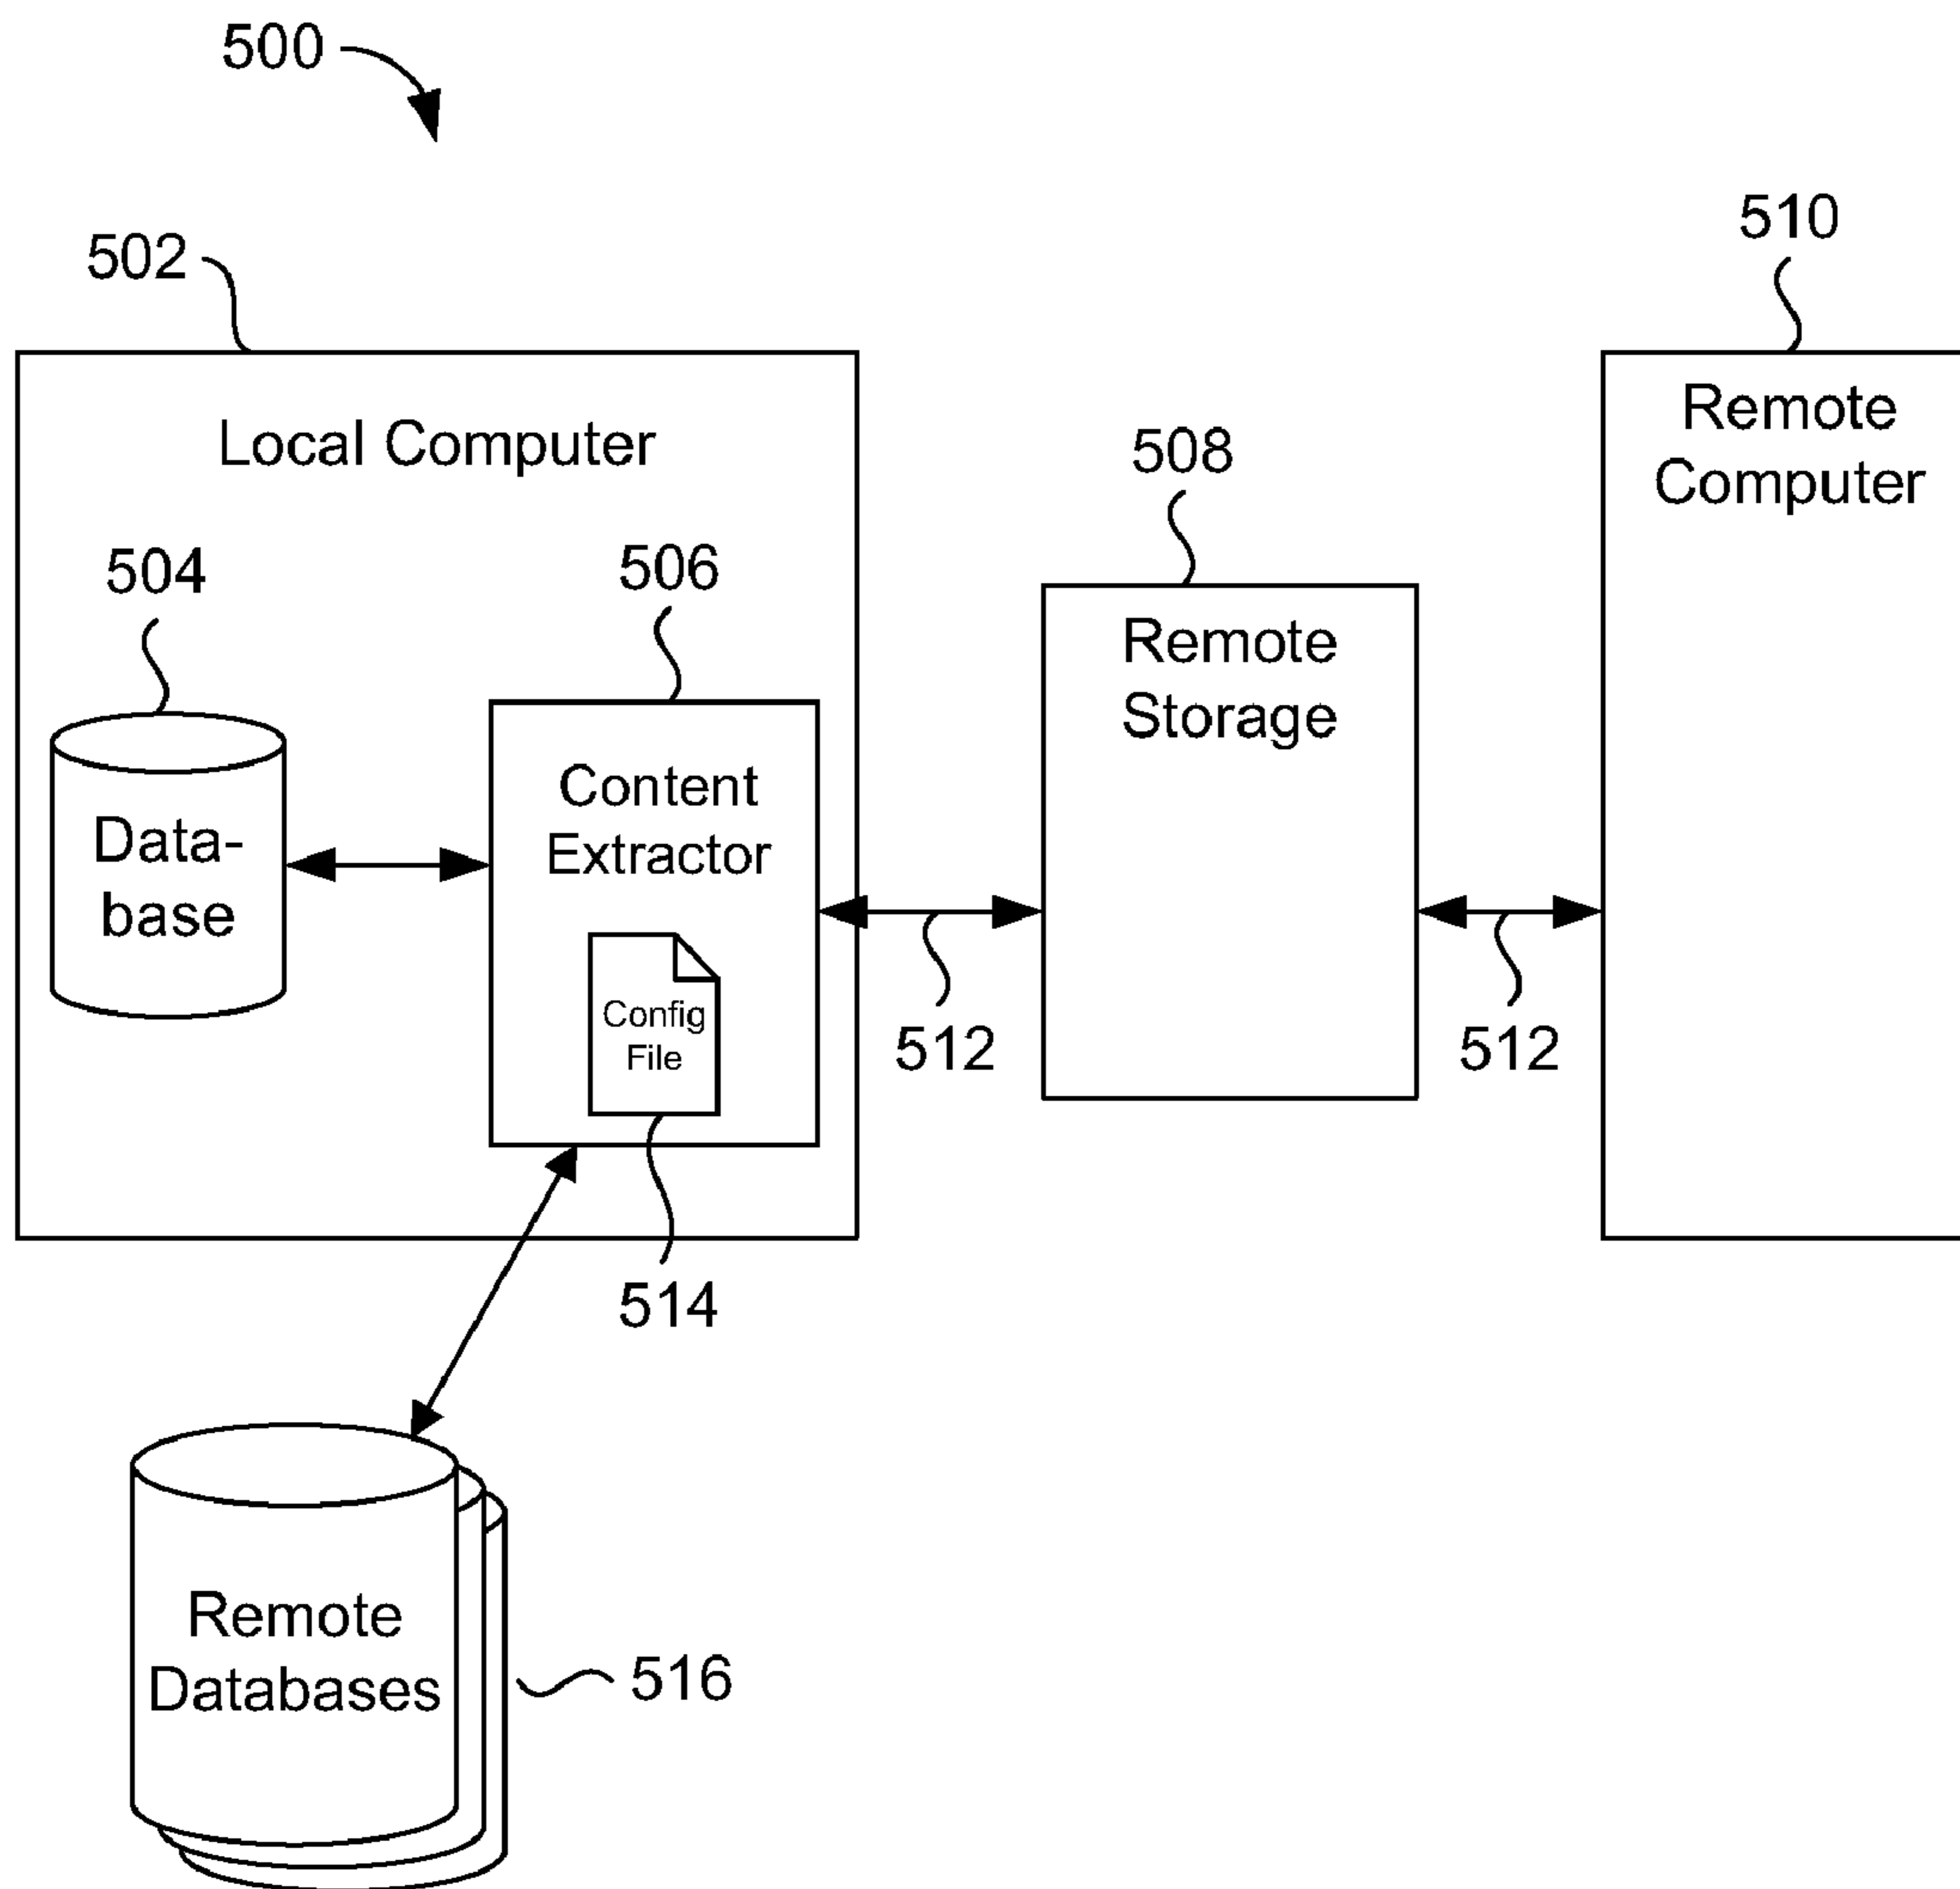 500
502
510
Local Computer
Remote
Computer
508
504
506
Remote
Storage
Content
Extractor
Data-
base
Config
File
512
512
514
Remote
Databases
516